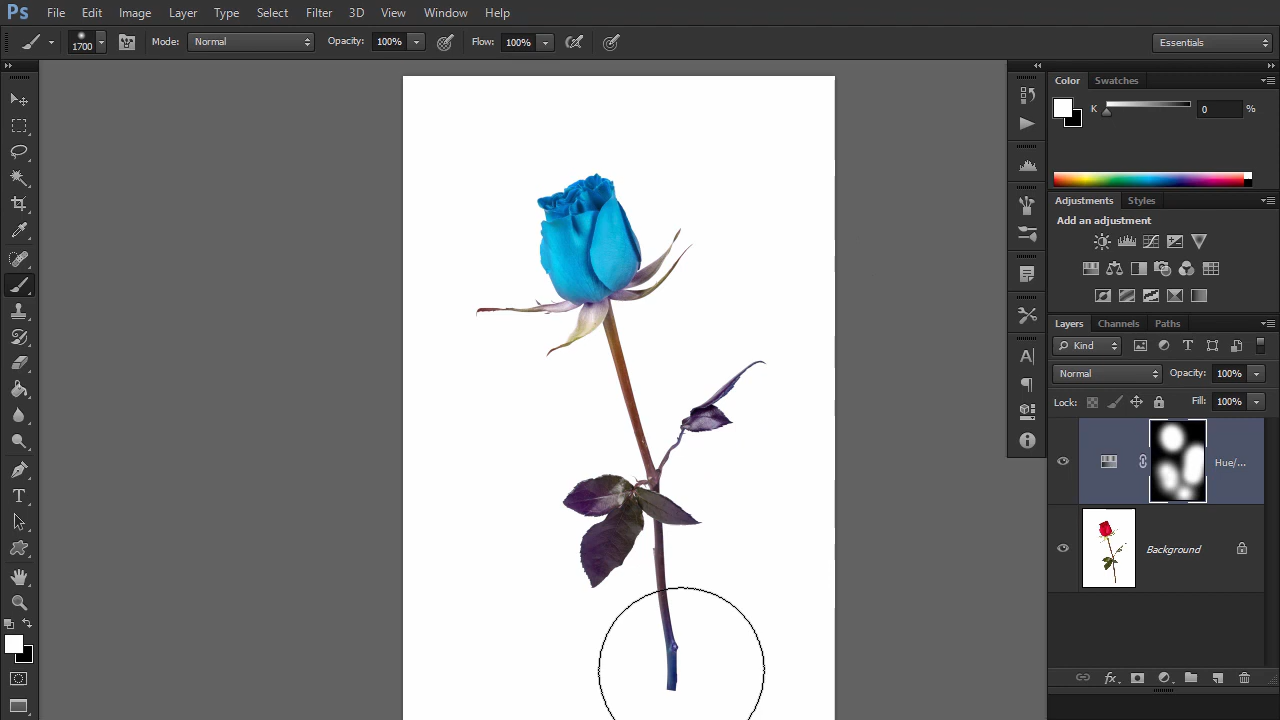 Ps File Edit Image Layer Type Select Filter 3D View Window Help
1700 Mode: Normal Opacity: 100% Flow: 100% Essentials
Color Swatches
K 0 %
Adjustments Styles
Add an adjustment
Layers Channels Paths
Kind
Normal Opacity: 100%
Lock: Fill: 100%
Hue/...
Background